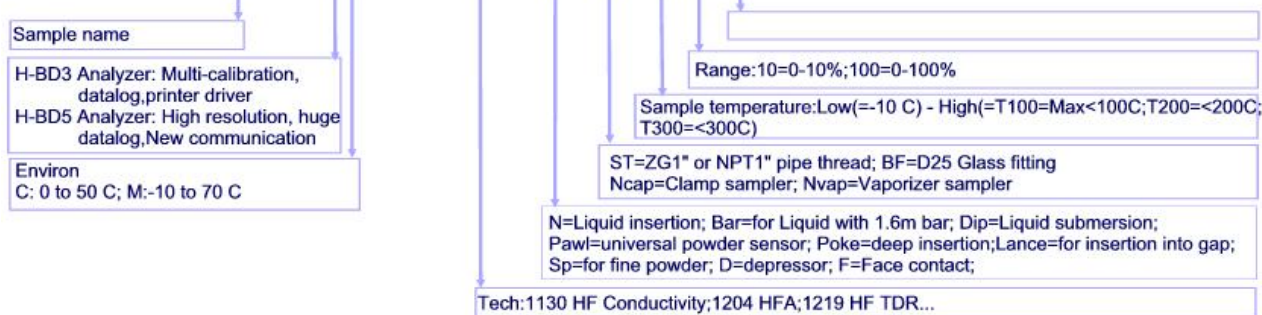 Sample name
H-BD3 Analyzer: Multi-calibration,
datalog,printer driver
H-BD5 Analyzer: High resolution, huge
datalog,New communication
Environ
C: 0 to 50 C; M:-10 to 70 C
Range:10=0-10%;100=0-100%
Sample temperature:Low(=-10 C) - High(=T100=Max<100C;T200=<200C;
T300=<300C)
ST=ZG1" or NPT1" pipe thread; BF=D25 Glass fitting
Ncap=Clamp sampler; Nvap=Vaporizer sampler
N=Liquid insertion; Bar=for Liquid with 1.6m bar; Dip=Liquid submersion;
Pawl=universal powder sensor; Poke=deep insertion;Lance=for insertion into gap;
Sp=for fine powder; D=depressor; F=Face contact;
Tech:1130 HF Conductivity;1204 HFA;1219 HF TDR...